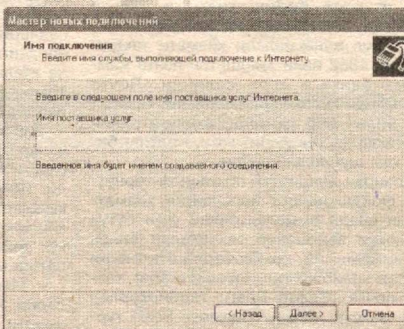 Мастер новых подключений
Имя подключения
Введите имя службы, выполняющей подключение к Интернету.
Введите в следующем поле имя поставщика услуг Интернета.
Имя поставщика услуг
Введенное имя будет именем создаваемого соединения.
< Назад
Далее >
Отмена